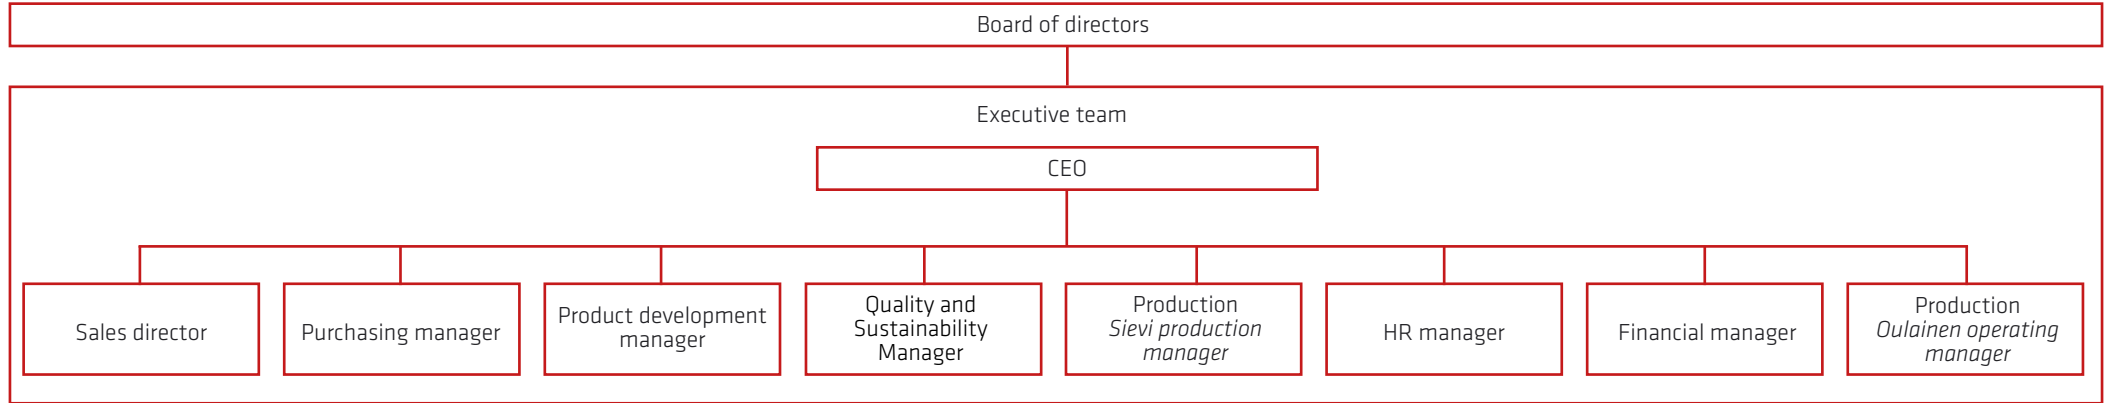 Board of directors
Executive team
CEO
Sales director
Purchasing manager
Product development
manager
Quality and
Sustainability
Manager
Production
Sievi production
manager
HR manager
Financial manager
Production
Oulainen operating
manager